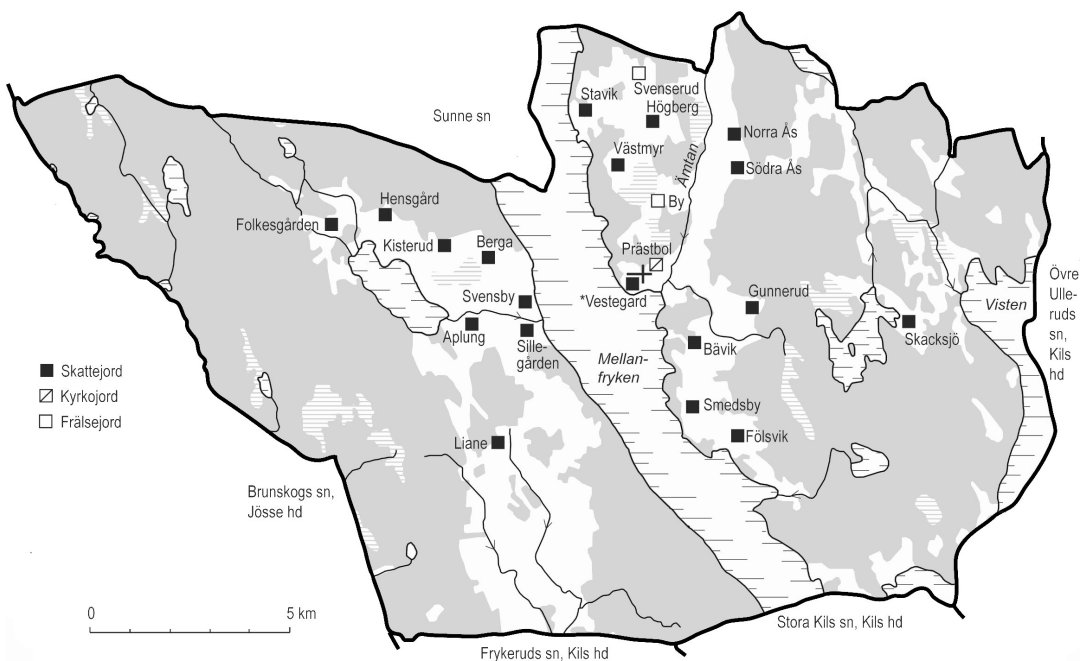 Sunne sn
Stavik
Svenserud
Högberg
Norra Ås
Västmyr
Ämtan
Södra Ås
Hensgård
By
Folkesgården
Kisterud
Berga
Prästbol
Svensby
*Vestegard
Gunnerud
Övre
Ulle-
ruds
sn,
Kils
hd
Visten
Aplung
Sille-
gården
Bävik
Skacksjö
Mellan-
fryken
Skattejord
Kyrkojord
Frälsejord
Smedsby
Fölsvik
Liane
Brunskogs sn,
Jösse hd
0 5 km
Stora Kils sn, Kils hd
Frykeruds sn, Kils hd